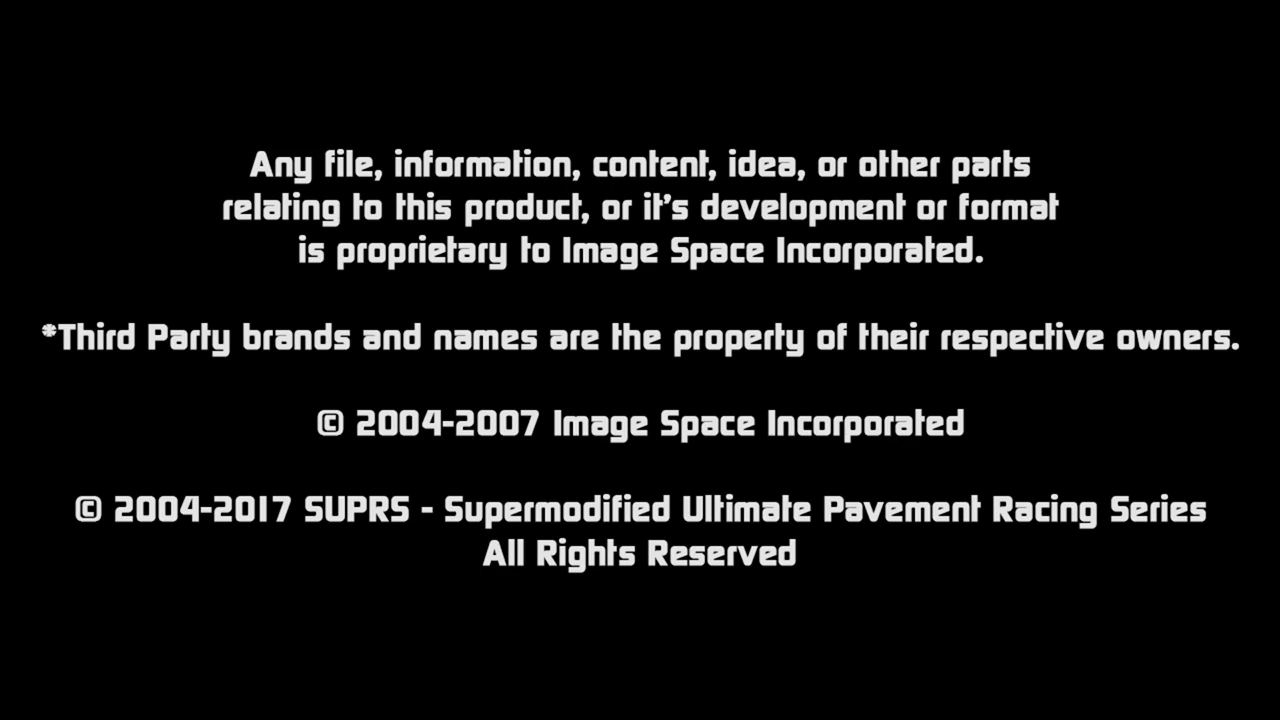 Any file, information, content, idea, or other parts
relating to this product, or it's development or format
is proprietary to Image Space Incorporated.
*Third Party brands and names are the property of their respective owners.
© 2004-2007 Image Space Incorporated
© 2004-2017 SUPRS - Supermodified Ultimate Pavement Racing Series
All Rights Reserved